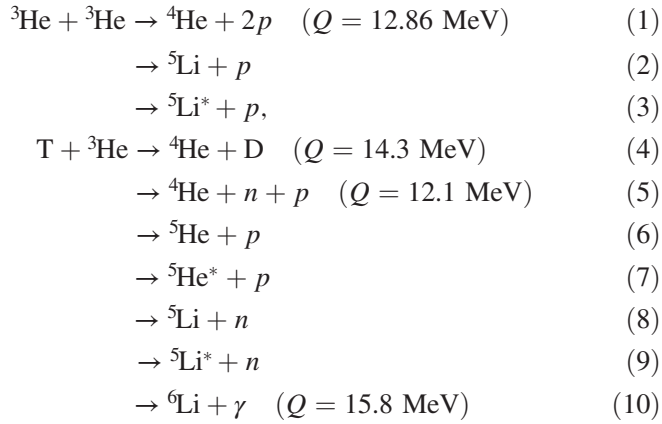 ³He + ³He → ⁴He + 2p (Q = 12.86 MeV) (1)
→ ⁵Li + p (2)
→ ⁵Li* + p, (3)
T + ³He → ⁴He + D (Q = 14.3 MeV) (4)
→ ⁴He + n + p (Q = 12.1 MeV) (5)
→ ⁵He + p (6)
→ ⁵He* + p (7)
→ ⁵Li + n (8)
→ ⁵Li* + n (9)
→ ⁶Li + γ (Q = 15.8 MeV) (10)